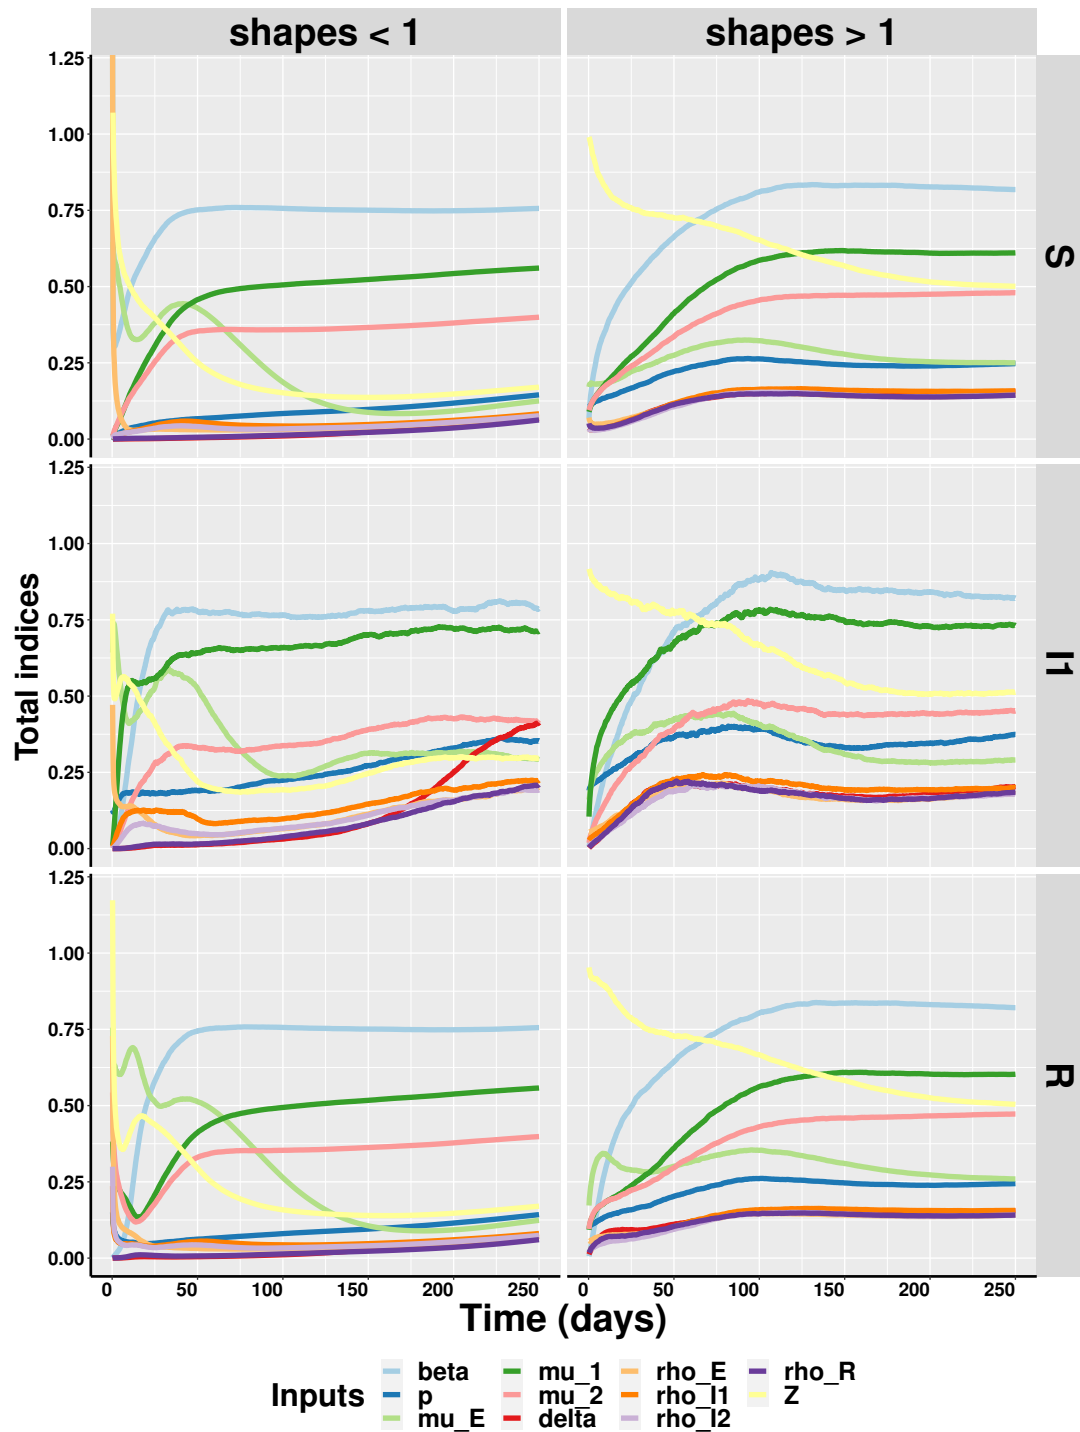 shapes < 1 shapes > 1
1.25
1.00
0.75
0.50
0.25
0.00
S
1.25
1.00
0.75
0.50
0.25
0.00
I1
1.25
1.00
0.75
0.50
0.25
0.00
R
Total indices
0 50 100 150 200 250 0 50 100 150 200 250
Time (days)
Inputs
beta mu_1 rho_E rho_R
p mu_2 rho_I1 Z
mu_E delta rho_I2